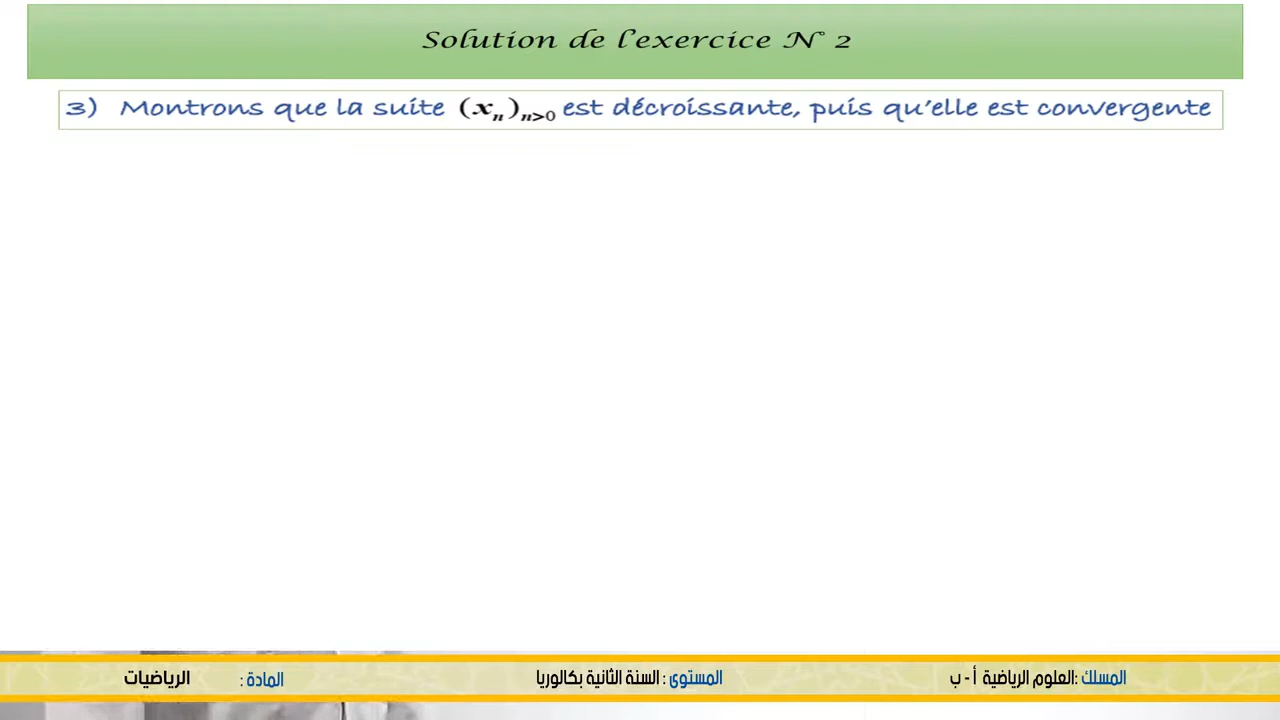 Solution de l'exercice N° 2
3) Montrons que la suite (xₙ)ₙ>₀ est décroissante, puis qu'elle est convergente
المسلك :العلوم الرياضية أ - ب
المستوى : السنة الثانية بكالوريا
المادة : الرياضيات